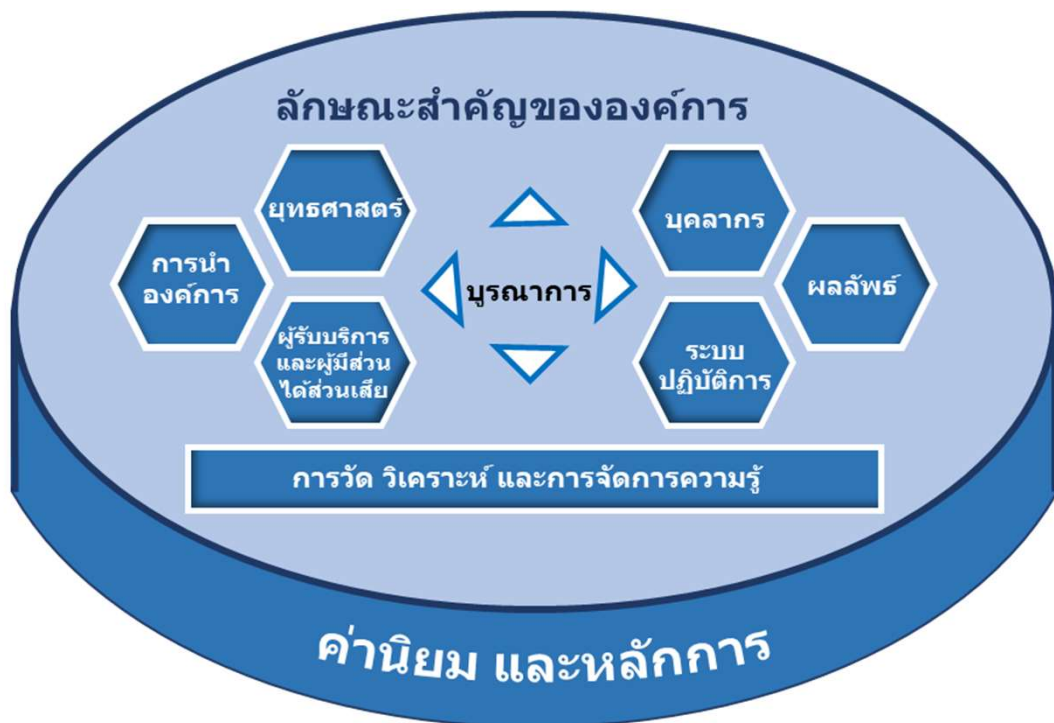 ลักษณะสำคัญขององค์การ
ยุทธศาสตร์
การนำ
องค์การ
ผู้รับบริการ
และผู้มีส่วน
ได้ส่วนเสีย
บูรณาการ
บุคลากร
ผลลัพธ์
ระบบ
ปฏิบัติการ
การวัด วิเคราะห์ และการจัดการความรู้
ค่านิยม และหลักการ